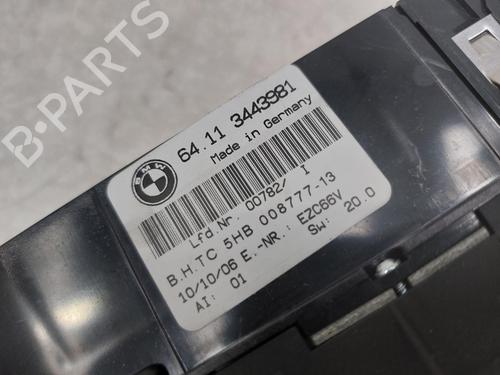 B-PARTS
BMW
64.11 3443981
Made in Germany
Lfd.Nr. 00782/ I
B.H.TC 5HB 008777-13
10/10/06 E.-NR.: EZC66V
AI: 01 SW: 20.0